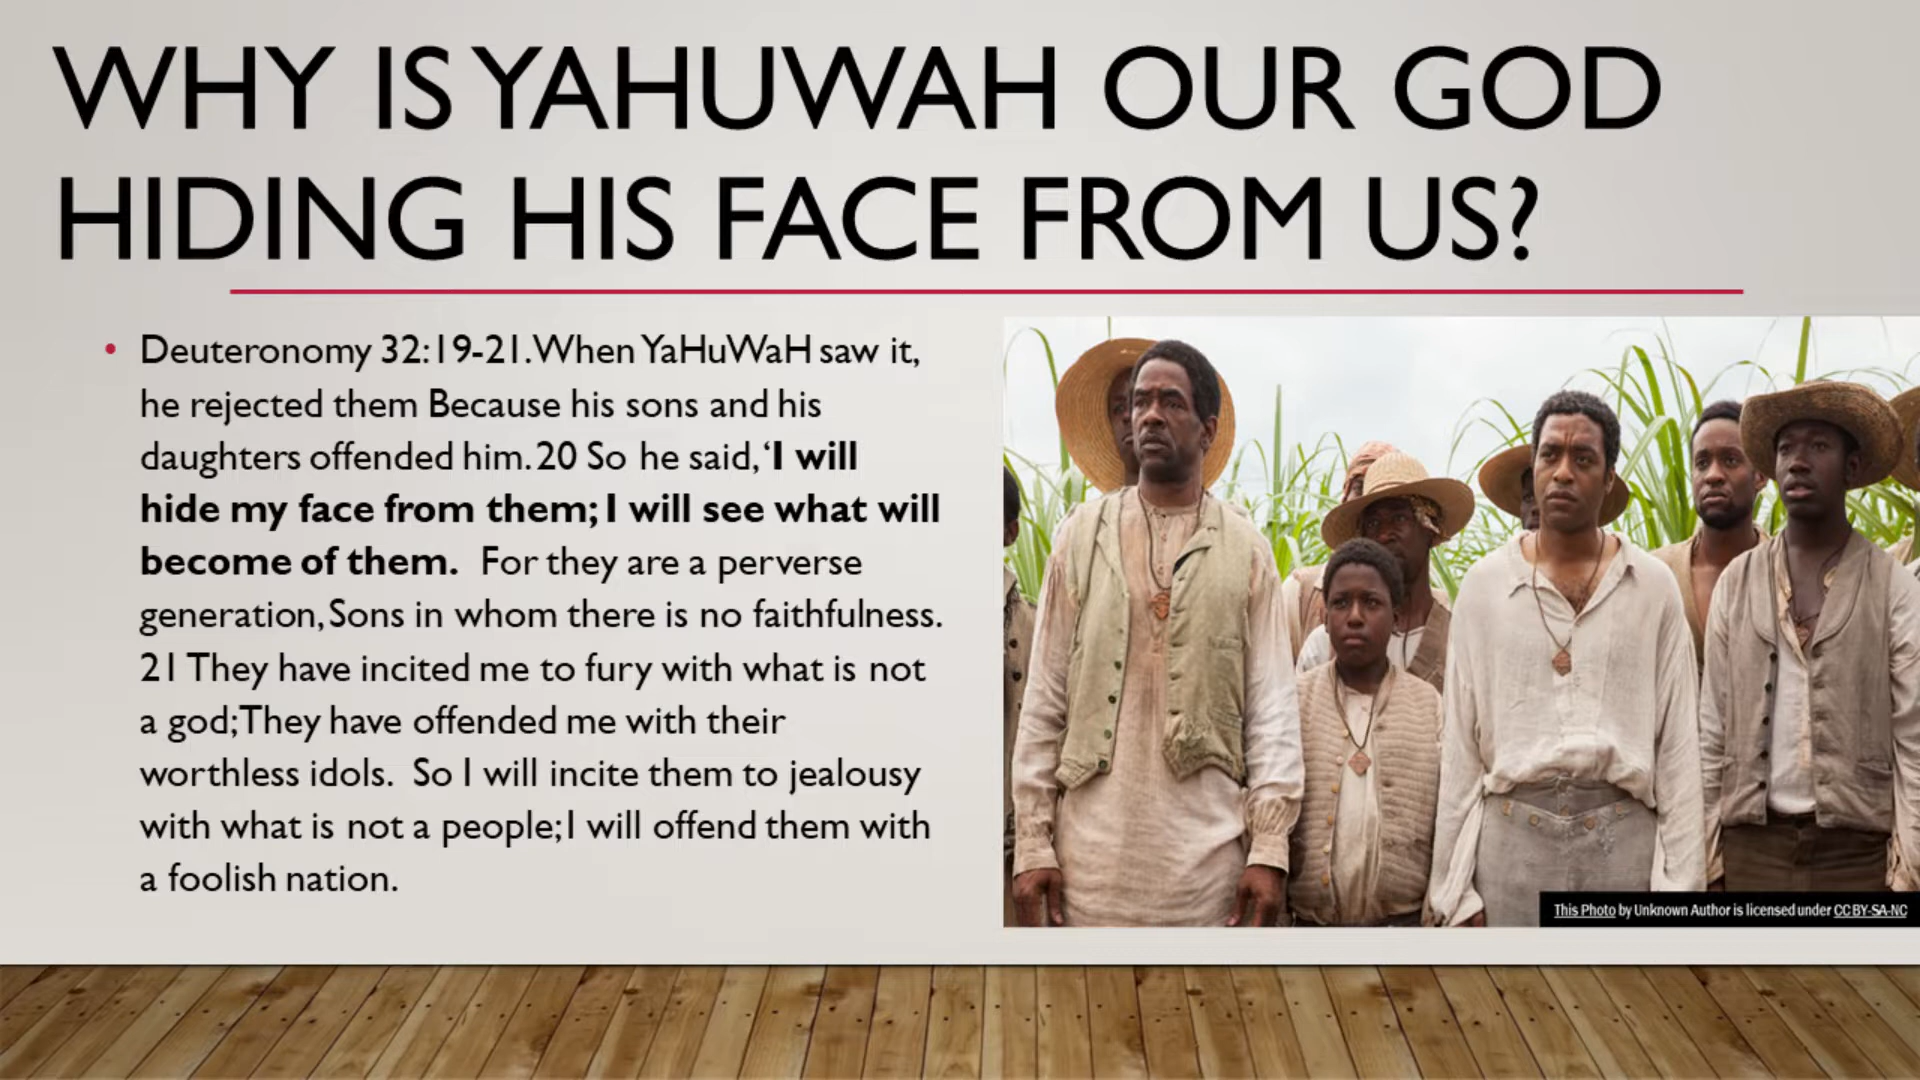 WHY IS YAHUWAH OUR GOD
HIDING HIS FACE FROM US?
• Deuteronomy 32:19-21. When YaHuWaH saw it,
he rejected them Because his sons and his
daughters offended him. 20 So he said, ‘I will
hide my face from them; I will see what will
become of them.  For they are a perverse
generation, Sons in whom there is no faithfulness.
21 They have incited me to fury with what is not
a god; They have offended me with their
worthless idols.  So I will incite them to jealousy
with what is not a people; I will offend them with
a foolish nation.
This Photo by Unknown Author is licensed under CC BY-SA-NC